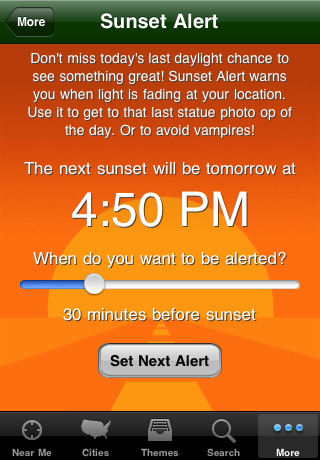 More
Sunset Alert
Don't miss today's last daylight chance to
see something great! Sunset Alert warns
you when light is fading at your location.
Use it to get to that last statue photo op of
the day. Or to avoid vampires!
The next sunset will be tomorrow at
4:50 PM
When do you want to be alerted?
30 minutes before sunset
Set Next Alert
Near Me
Cities
Themes
Search
More